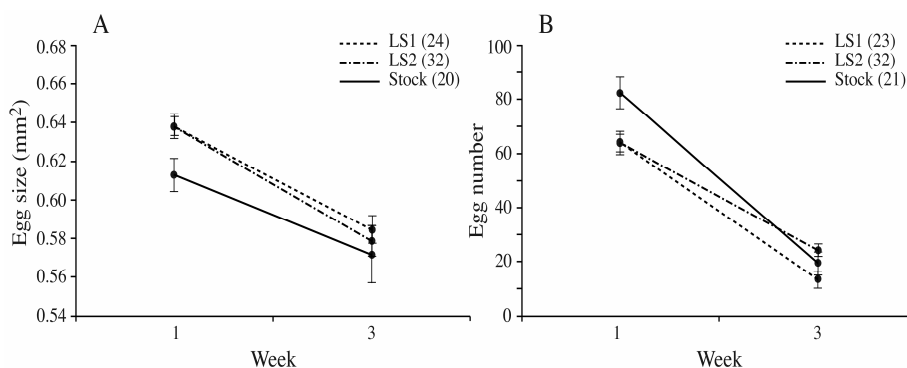 A
LS1 (24)
LS2 (32)
Stock (20)
0.68
0.66
0.64
0.62
0.60
0.58
0.56
0.54
Egg size (mm²)
1
3
Week
B
LS1 (23)
LS2 (32)
Stock (21)
100
80
60
40
20
0
Egg number
1
3
Week